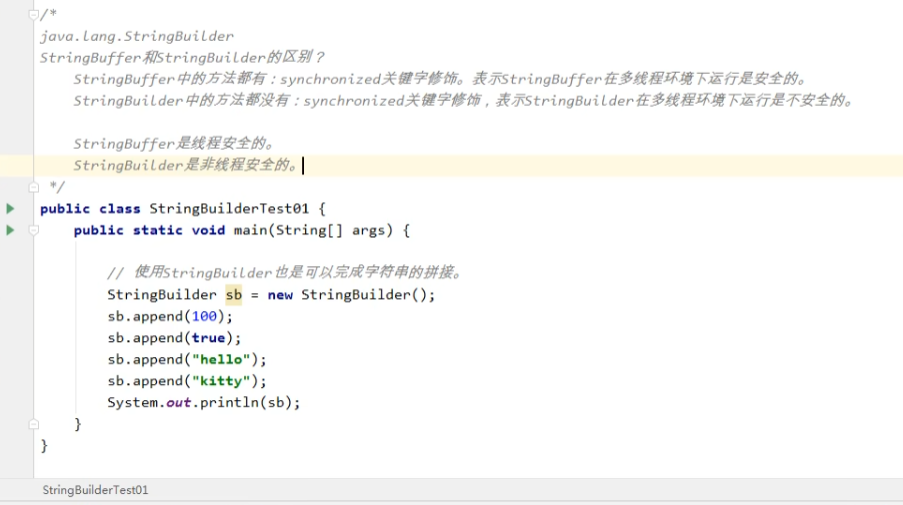 /*
java.lang.StringBuilder
StringBuffer和StringBuilder的区别？
StringBuffer中的方法都有：synchronized关键字修饰。表示StringBuffer在多线程环境下运行是安全的。
StringBuilder中的方法都没有：synchronized关键字修饰，表示StringBuilder在多线程环境下运行是不安全的。
StringBuffer是线程安全的。
StringBuilder是非线程安全的。
*/
public class StringBuilderTest01 {
public static void main(String[] args) {
// 使用StringBuilder也是可以完成字符串的拼接。
StringBuilder sb = new StringBuilder();
sb.append(100);
sb.append(true);
sb.append("hello");
sb.append("kitty");
System.out.println(sb);
}
}
StringBuilderTest01